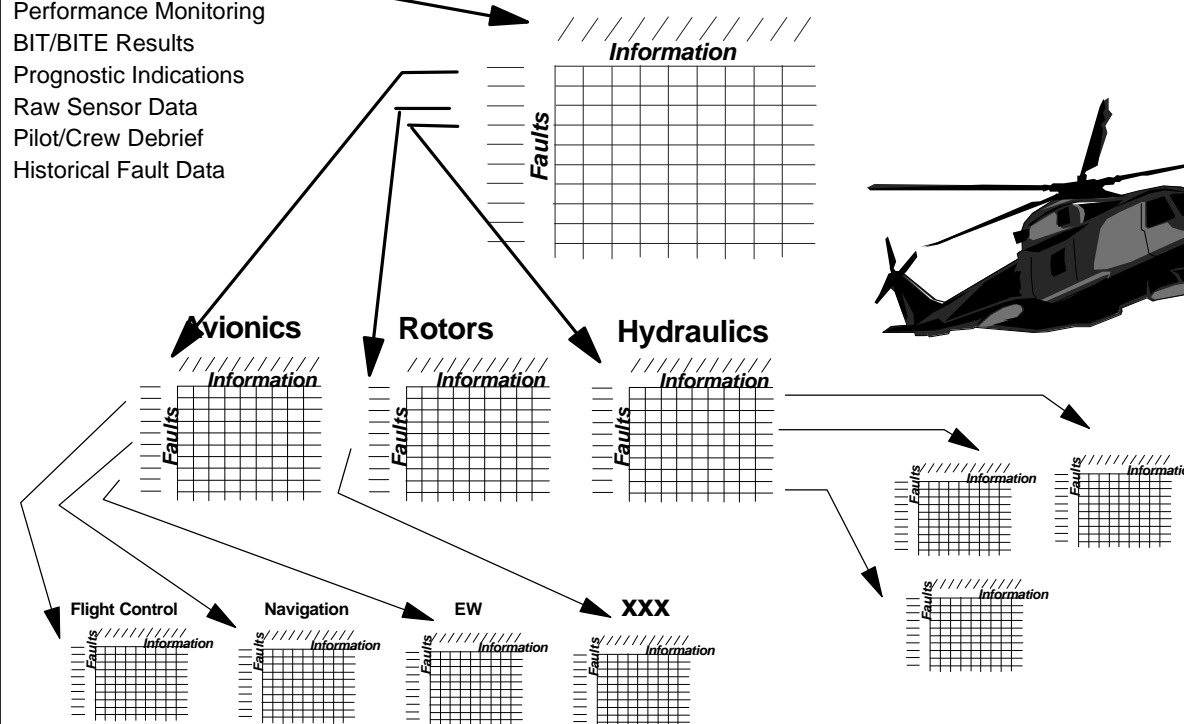 Performance Monitoring
BIT/BITE Results
Prognostic Indications
Raw Sensor Data
Pilot/Crew Debrief
Historical Fault Data
Information
Faults
Avionics
Rotors
Hydraulics
Information
Faults
Information
Faults
Information
Faults
Information
Faults
Informatio
Faults
Information
Faults
Flight Control
Navigation
EW
XXX
Information
Faults
Information
Faults
Information
Faults
Information
Faults